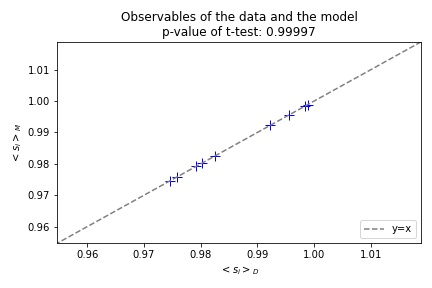 Observables of the data and the model
p-value of t-test: 0.99997
1.01
1.00
0.99
0.98
0.97
0.96
< s_i >_M
y=x
0.96 0.97 0.98 0.99 1.00 1.01
< s_i >_D